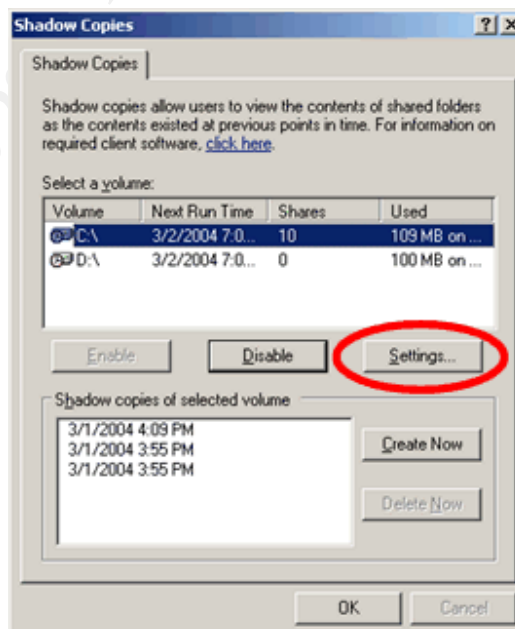 Shadow Copies
Shadow Copies
Shadow copies allow users to view the contents of shared folders
as the contents existed at previous points in time. For information on
required client software, click here.
Select a volume:
Volume Next Run Time Shares Used
C:\ 3/2/2004 7:0... 10 109 MB on ...
D:\ 3/2/2004 7:0... 0 100 MB on ...
Enable Disable Settings...
Shadow copies of selected volume
3/1/2004 4:09 PM
3/1/2004 3:55 PM
3/1/2004 3:55 PM
Create Now
Delete Now
OK Cancel